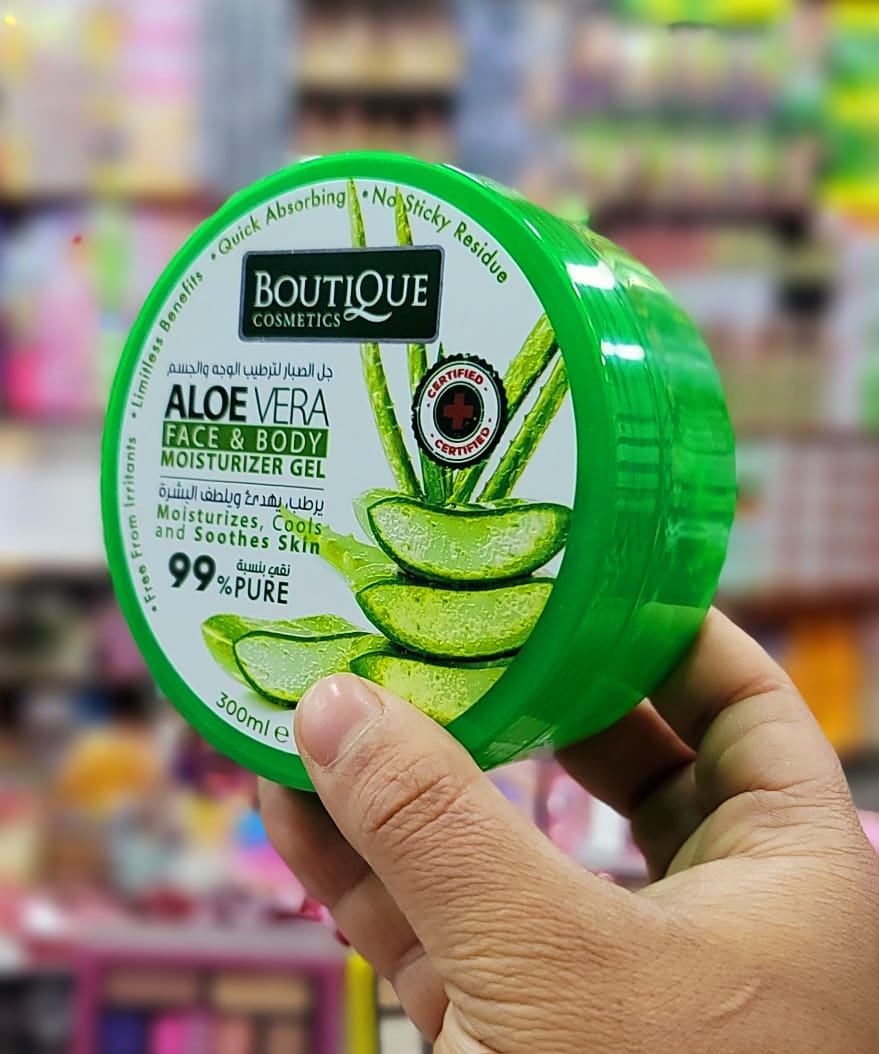 • Free From Irritants • Limitless Benefits • Quick Absorbing • No Sticky Residue
BOUTIQUE
COSMETICS
جل الصبار لترطيب الوجه والجسم
ALOE VERA
FACE & BODY
MOISTURIZER GEL
يرطب يهدئ ويلطف البشرة
Moisturizes, Cools
and Soothes Skin
نقي بنسبة
99% PURE
CERTIFIED
CERTIFIED
300ml e